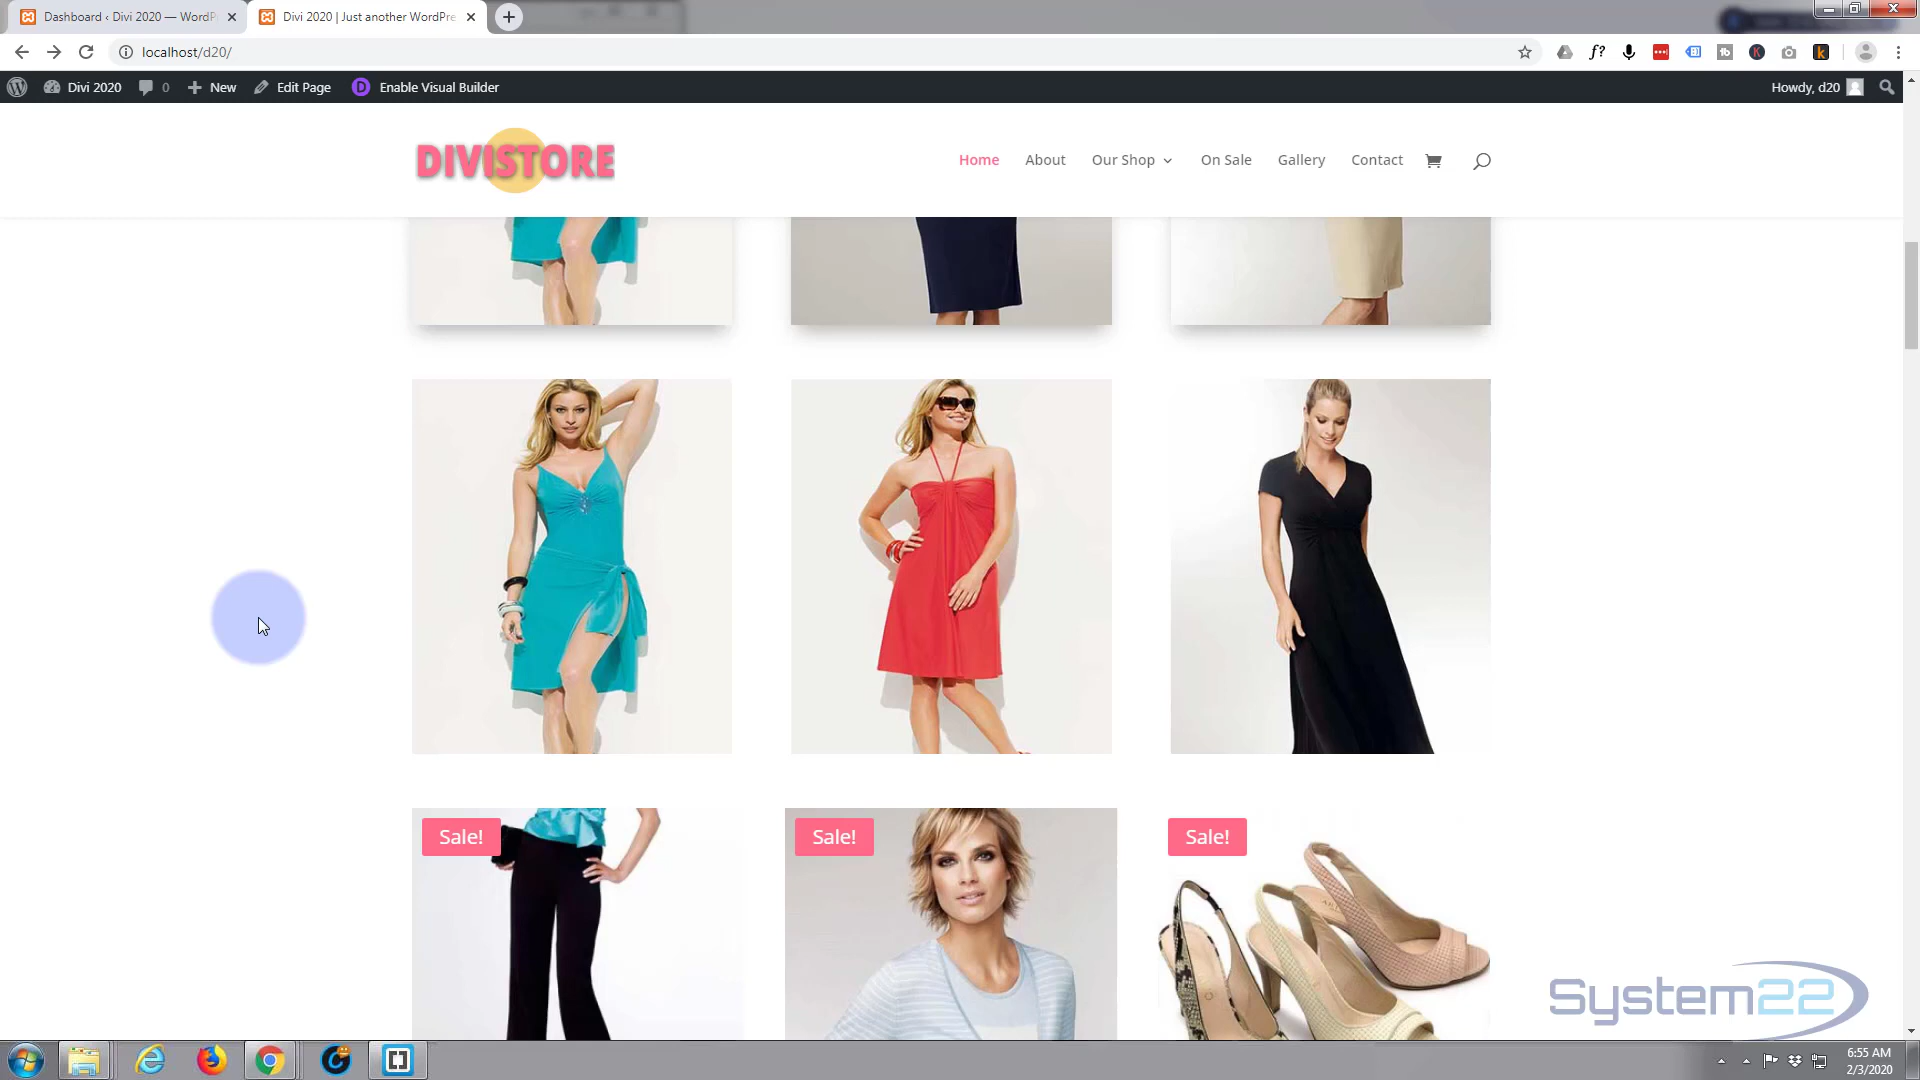 Dashboard ‹ Divi 2020 — WordP
Divi 2020 | Just another WordPre
localhost/d20/
Divi 2020
0
New
Edit Page
Enable Visual Builder
Howdy, d20
DIVISTORE
Home
About
Our Shop
On Sale
Gallery
Contact
Sale!
Sale!
Sale!
System22
6:55 AM
2/3/2020